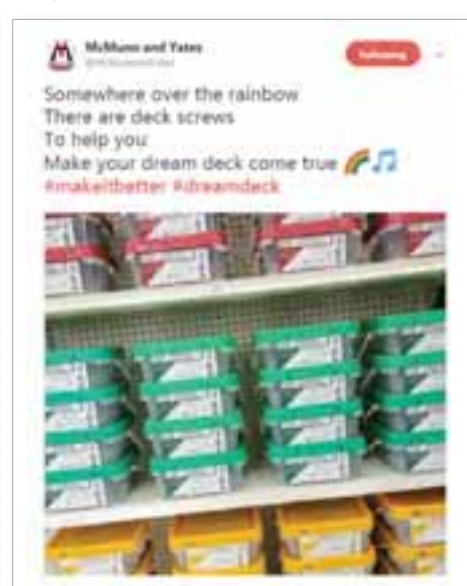 McMunn and Yates
Following
Somewhere over the rainbow
There are deck screws
To help you
Make your dream deck come true 🌈🎵
#makeitbetter #dreamdeck